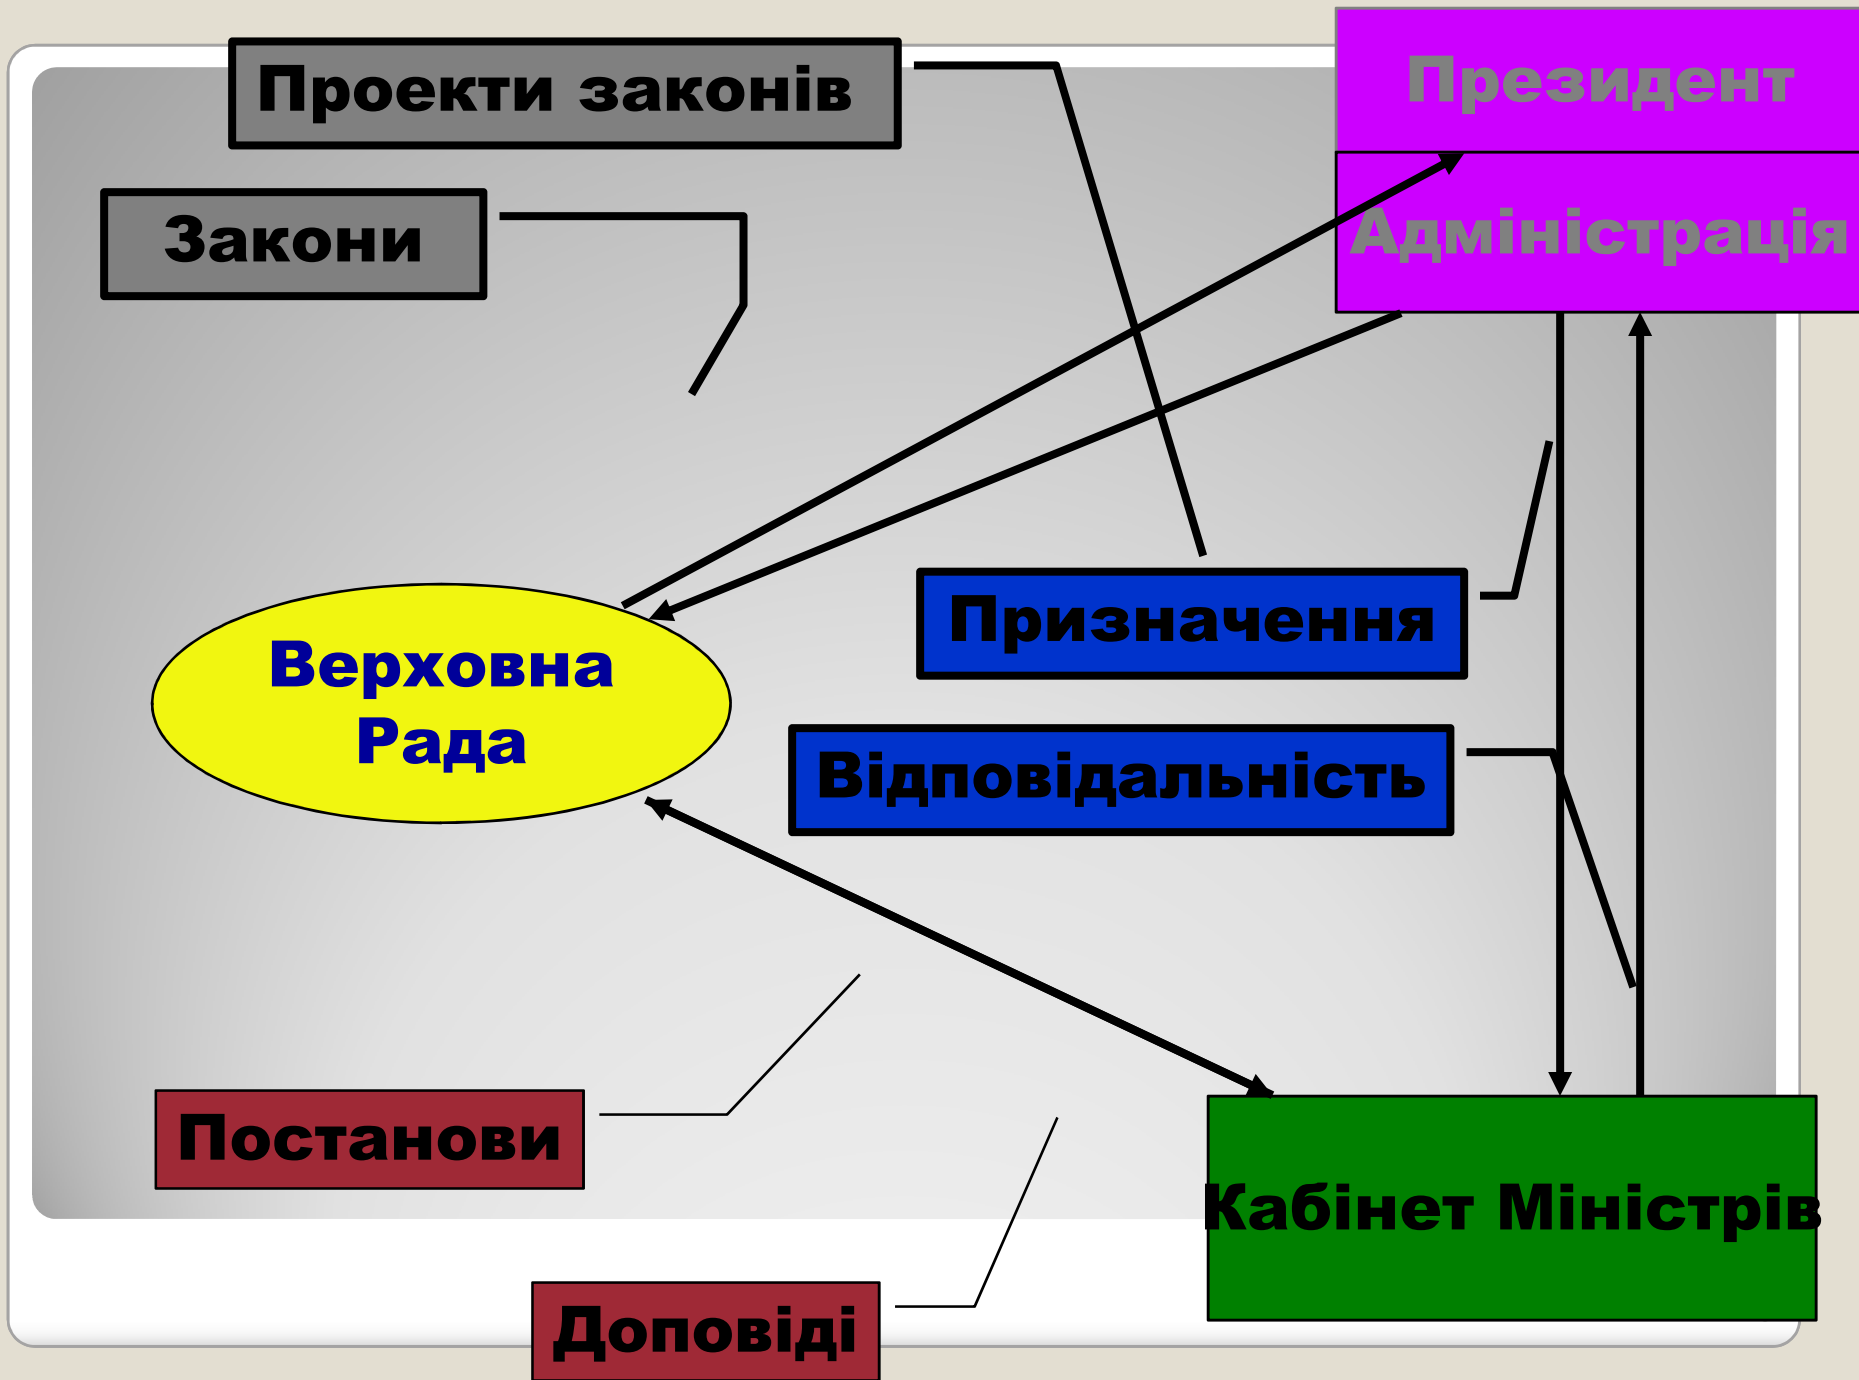 Проекти законів
Президент
Адміністрація
Закони
Верховна
Рада
Призначення
Відповідальність
Постанови
Кабінет Міністрів
Доповіді